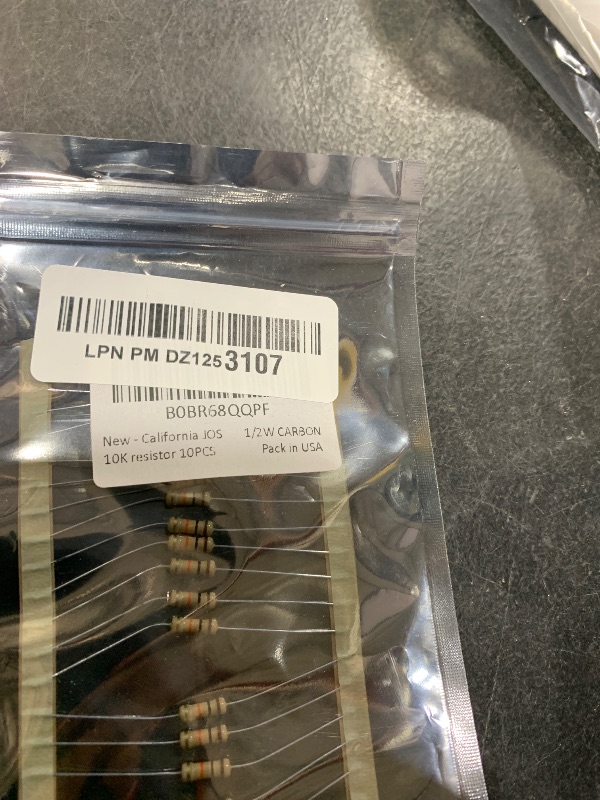 LPN PM DZ1253107
B0BR68QQPF
New - California JOS 1/2W CARBON
10K resistor 10PCS Pack in USA